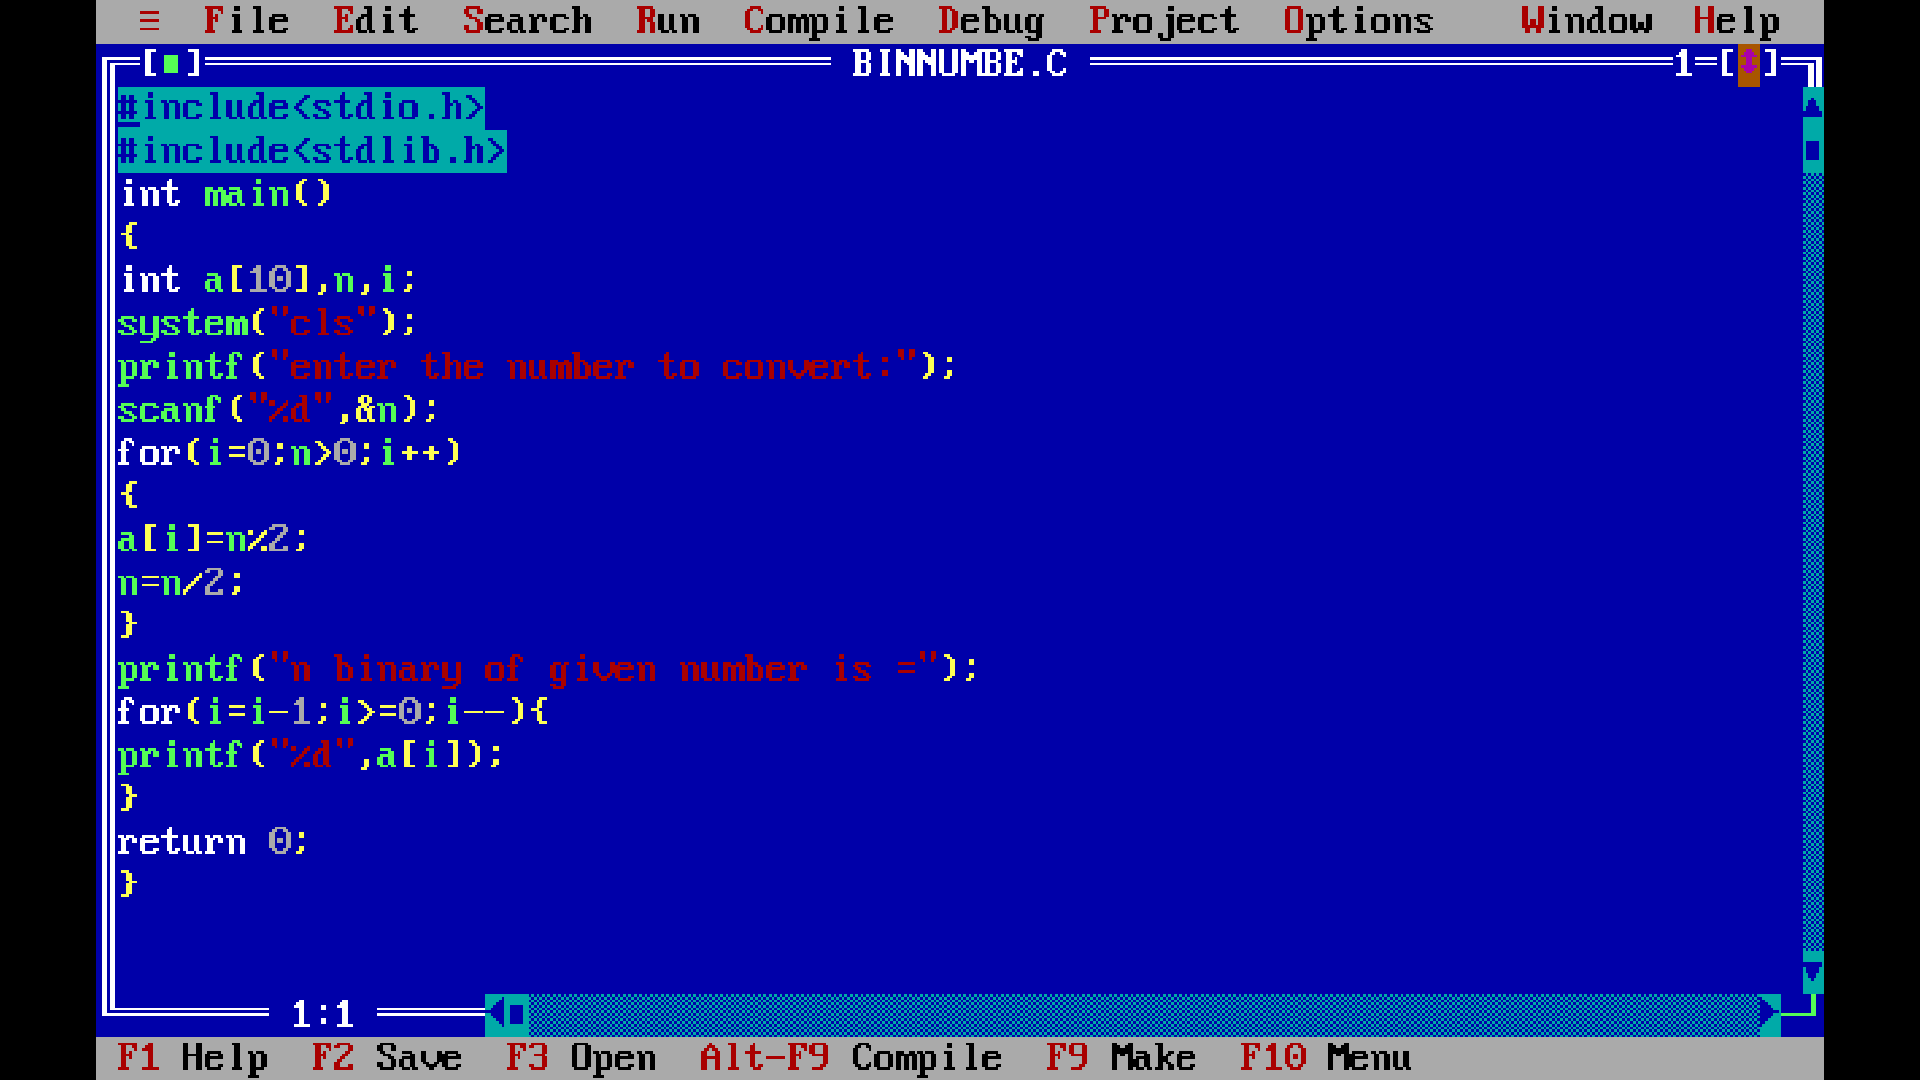 ≡ File Edit Search Run Compile Debug Project Options Window Help
[■] BINNUMBE.C 1=[↕]
#include<stdio.h>
#include<stdlib.h>
int main()
{
int a[10],n,i;
system("cls");
printf("enter the number to convert:");
scanf("%d",&n);
for(i=0;n>0;i++)
{
a[i]=n%2;
n=n/2;
}
printf("n binary of given number is =");
for(i=i-1;i>=0;i--){
printf("%d",a[i]);
}
return 0;
}
1:1
F1 Help F2 Save F3 Open Alt-F9 Compile F9 Make F10 Menu